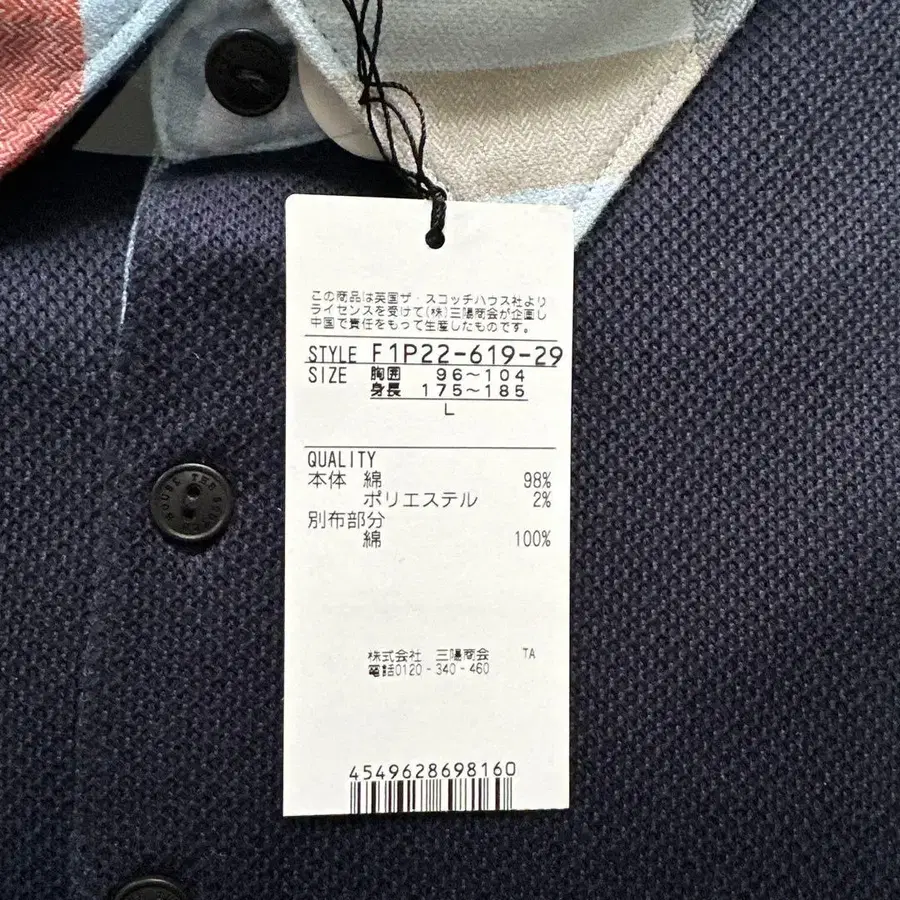 この商品は英国ザ・スコッチハウス社より
ライセンスを受けて(株)三陽商会が企画し
中国で責任をもって生産したものです。
STYLE F1P22-619-29
SIZE 胸囲 96～104
身長 175～185
L
QUALITY
本体 綿 98%
ポリエステル 2%
別布部分
綿 100%
株式会社 三陽商会 TA
電話0120-340-460
4549628698160